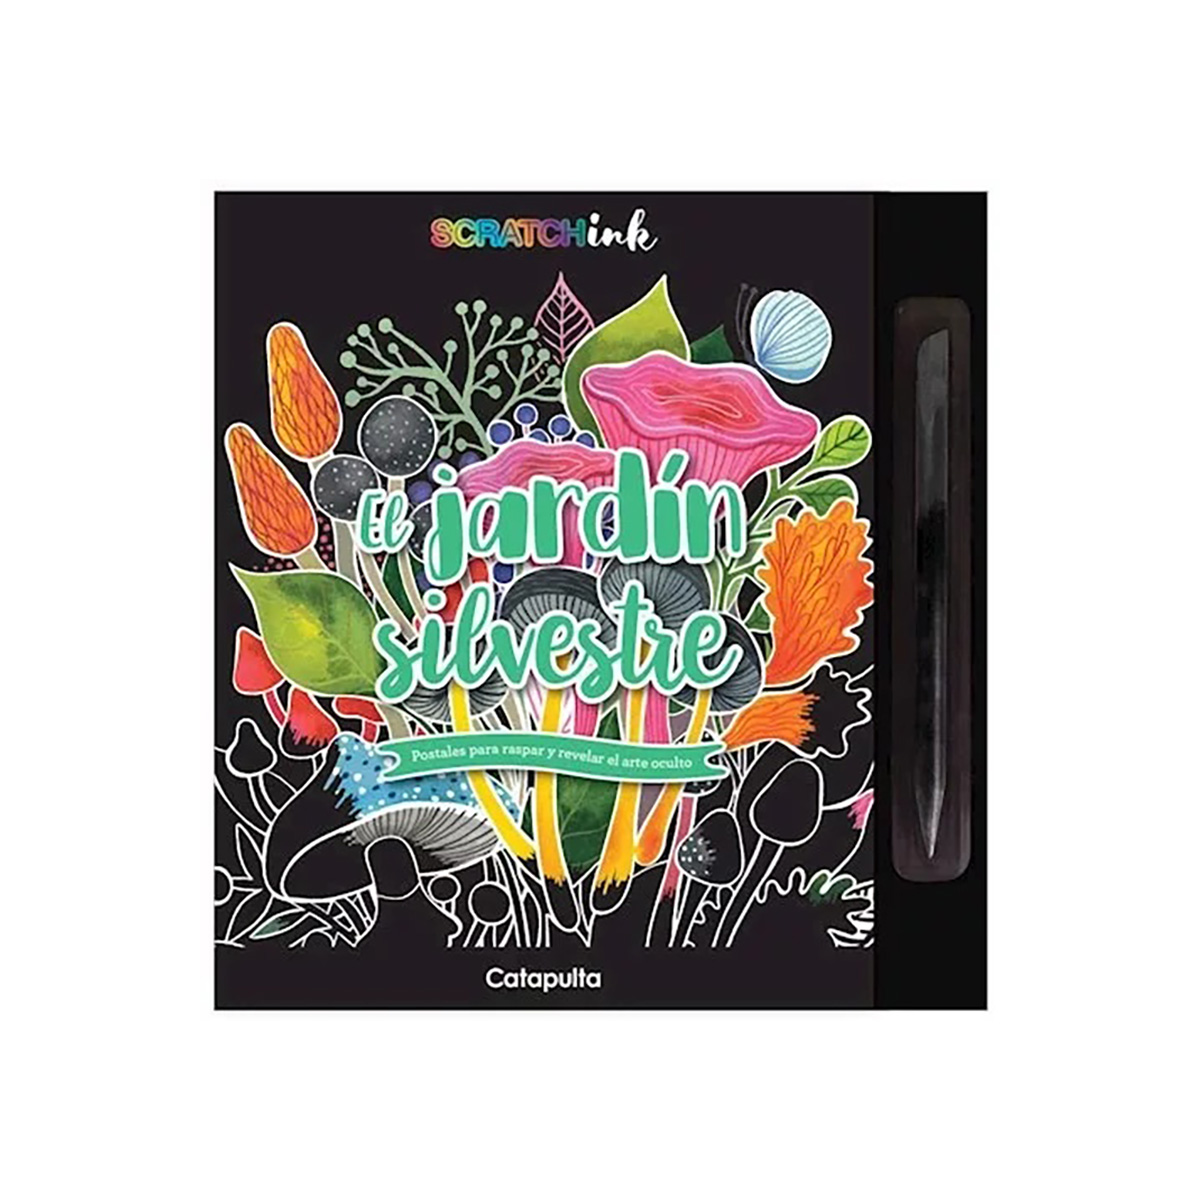 SCRATCHink
El jardín
silvestre
Postales para raspar y revelar el arte oculto
Catapulta